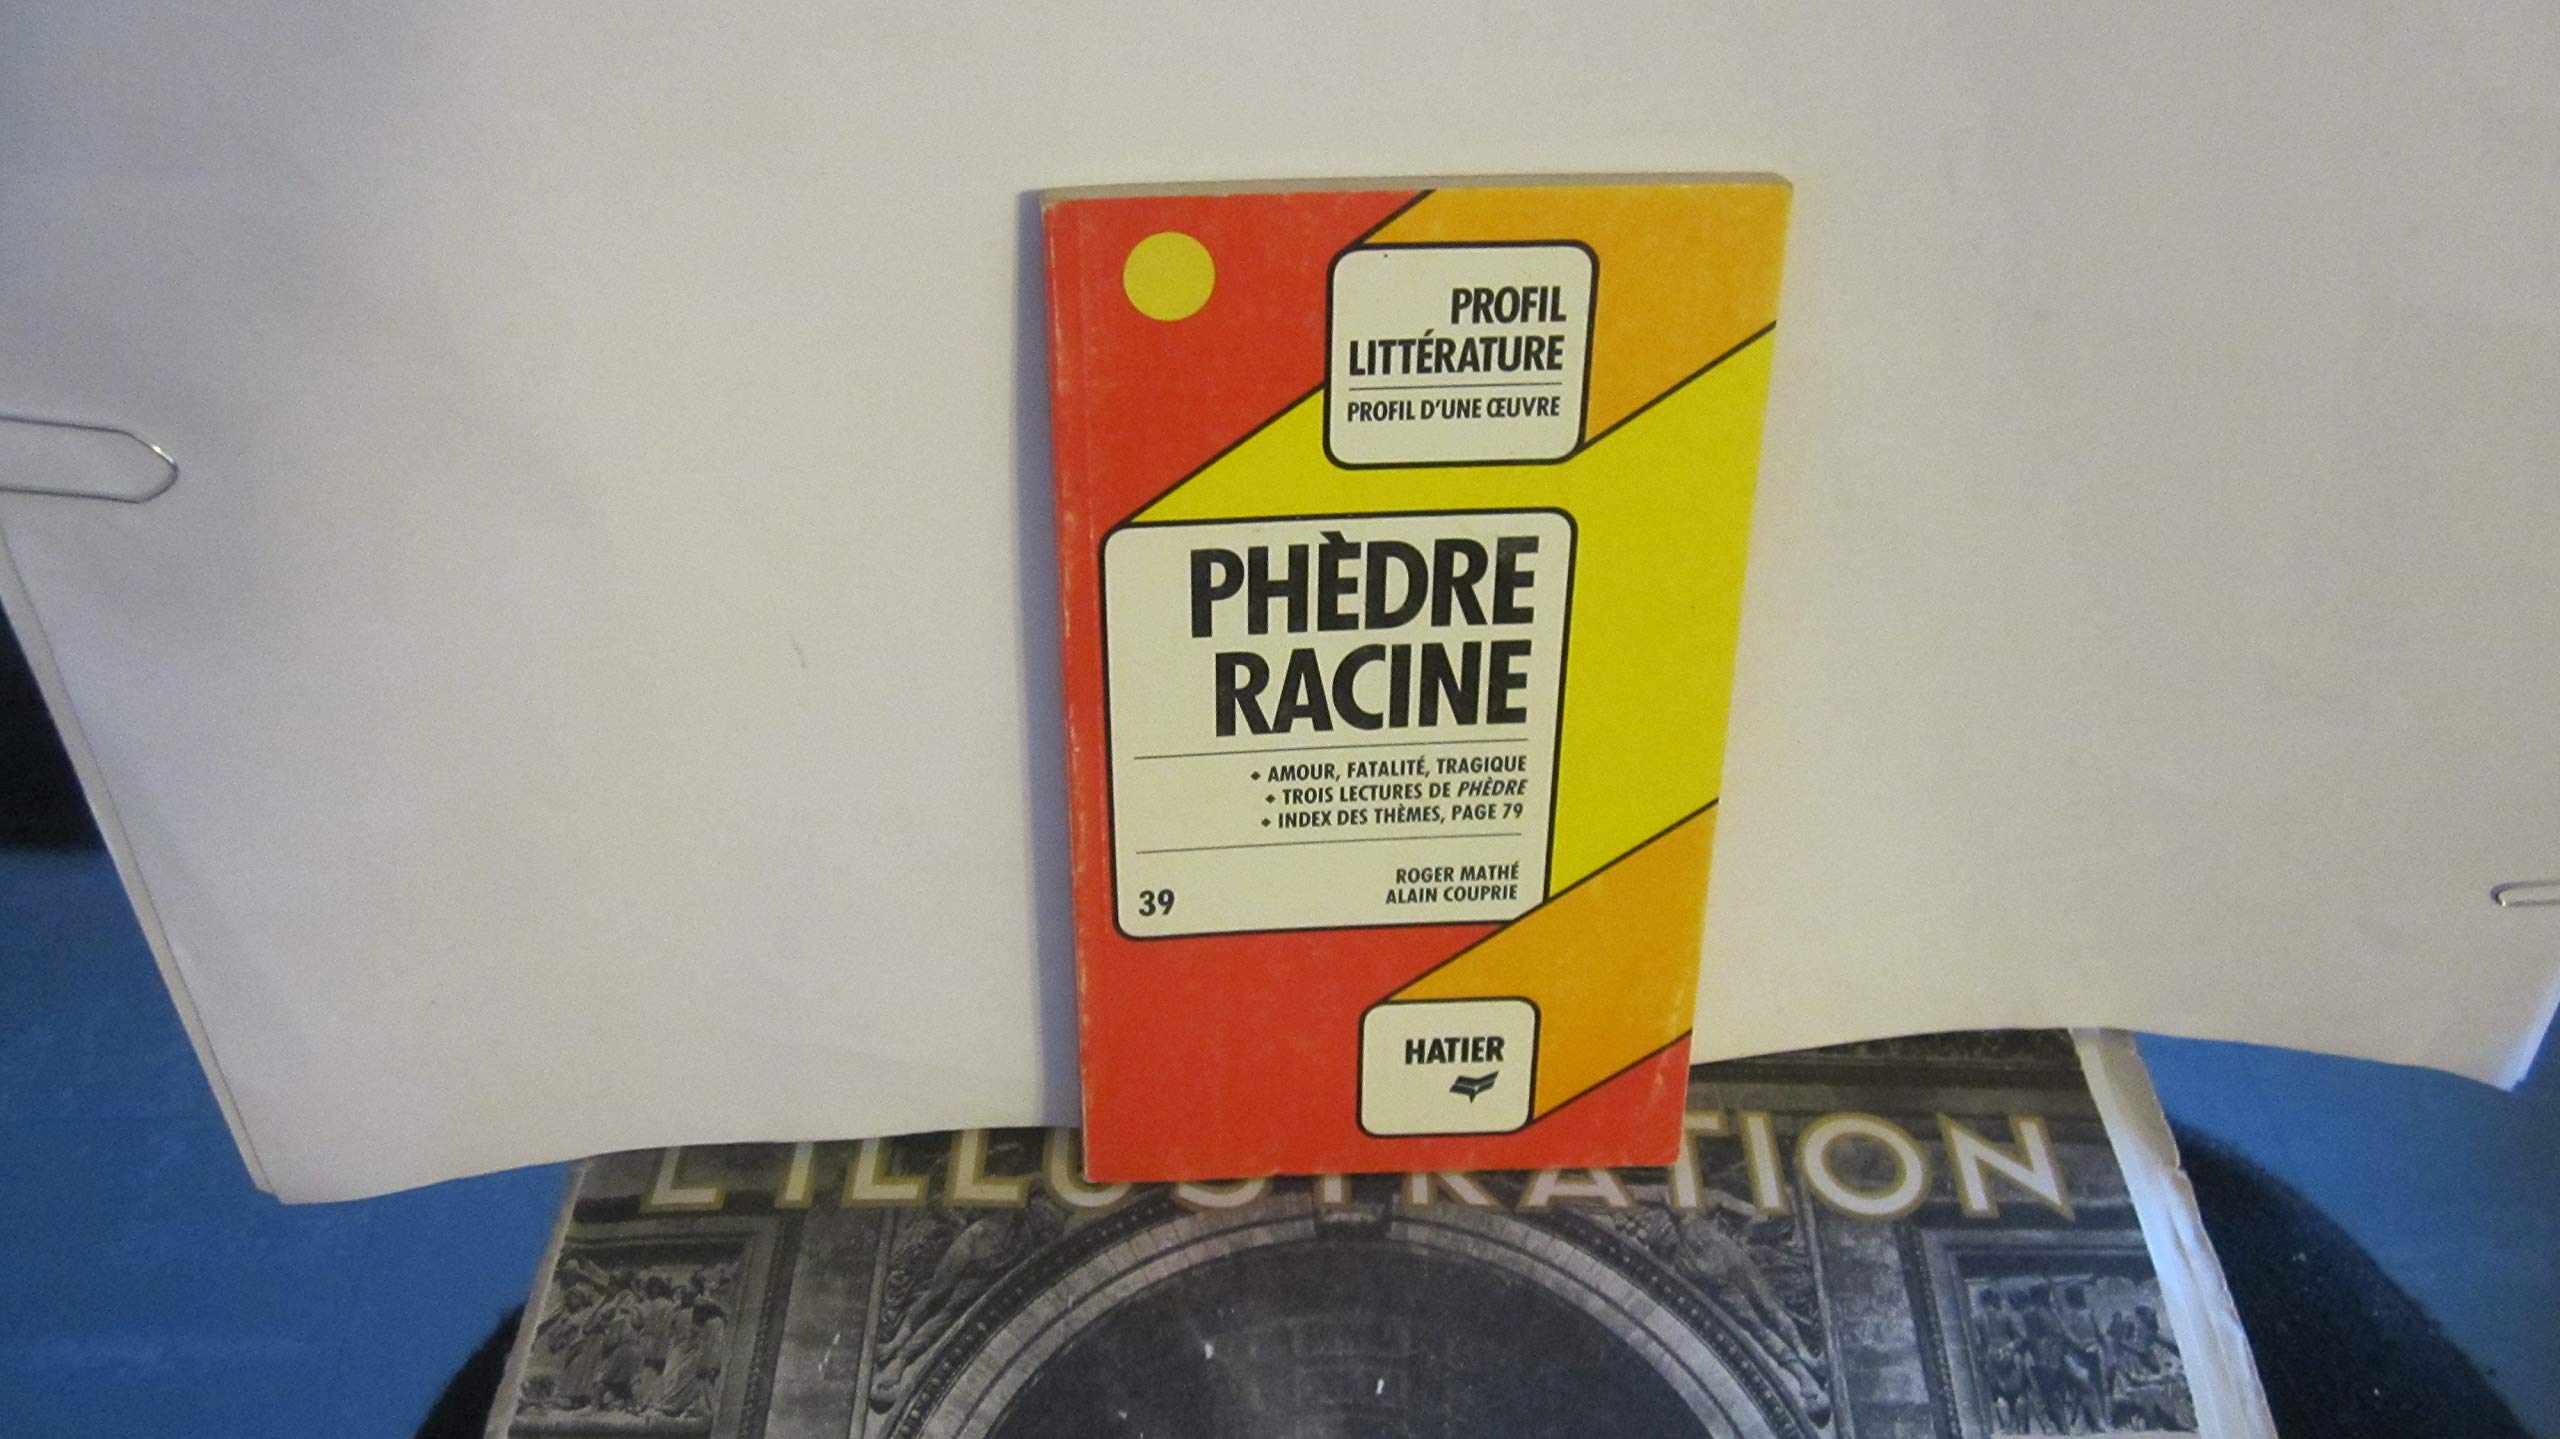 PROFIL
LITTÉRATURE
PROFIL D'UNE ŒUVRE
PHÈDRE
RACINE
◆ AMOUR, FATALITÉ, TRAGIQUE
◆ TROIS LECTURES DE PHÈDRE
◆ INDEX DES THÈMES, PAGE 79
ROGER MATHÉ
ALAIN COUPRIE
39
HATIER
L'ILLUSTRATION